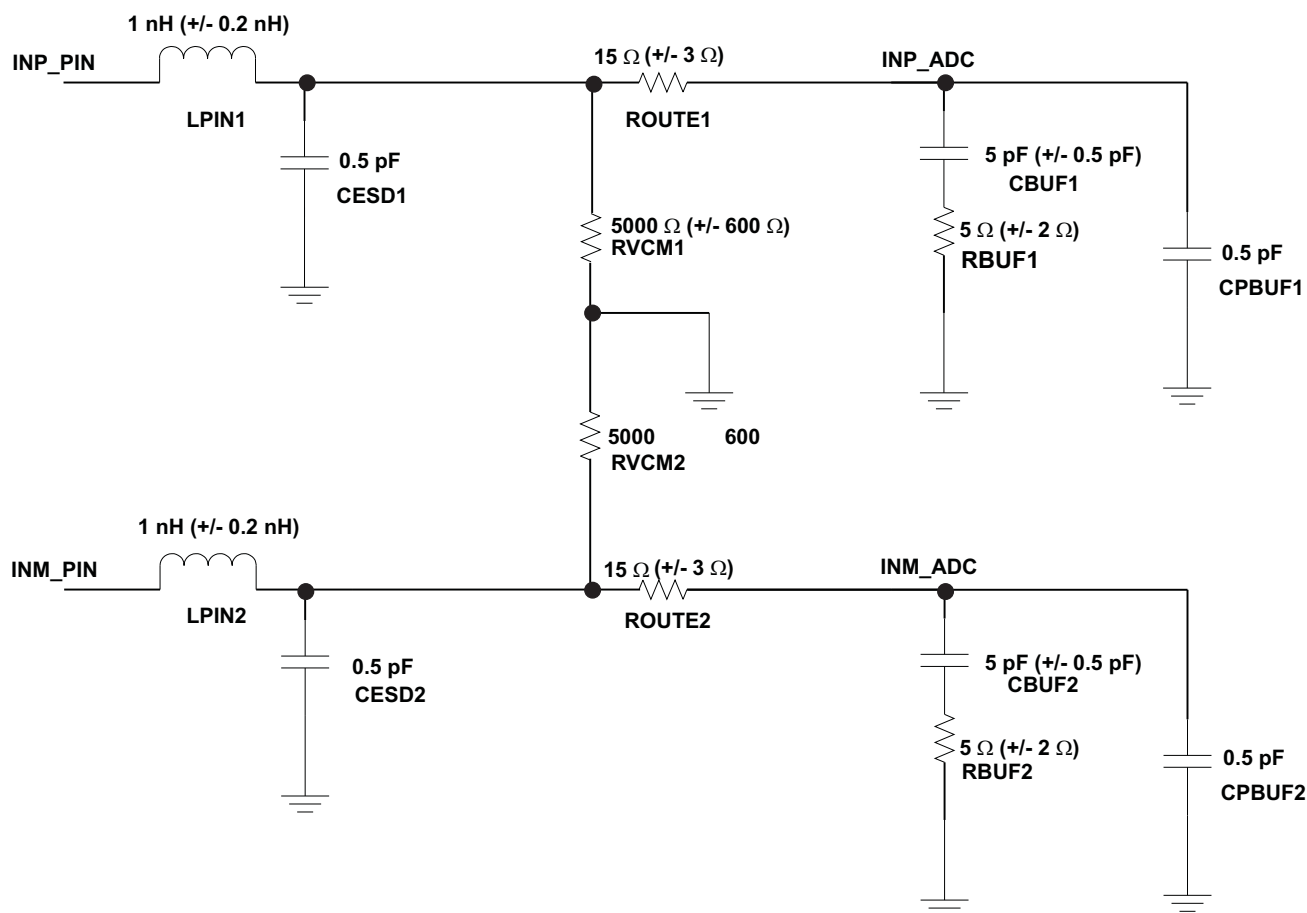 1 nH (+/- 0.2 nH)
INP_PIN
LPIN1
15 Ω (+/- 3 Ω)
ROUTE1
INP_ADC
0.5 pF
CESD1
5 pF (+/- 0.5 pF)
CBUF1
5000 Ω (+/- 600 Ω)
RVCM1
5 Ω (+/- 2 Ω)
RBUF1
0.5 pF
CPBUF1
5000 600
RVCM2
1 nH (+/- 0.2 nH)
INM_PIN
LPIN2
15 Ω (+/- 3 Ω)
ROUTE2
INM_ADC
0.5 pF
CESD2
5 pF (+/- 0.5 pF)
CBUF2
5 Ω (+/- 2 Ω)
RBUF2
0.5 pF
CPBUF2